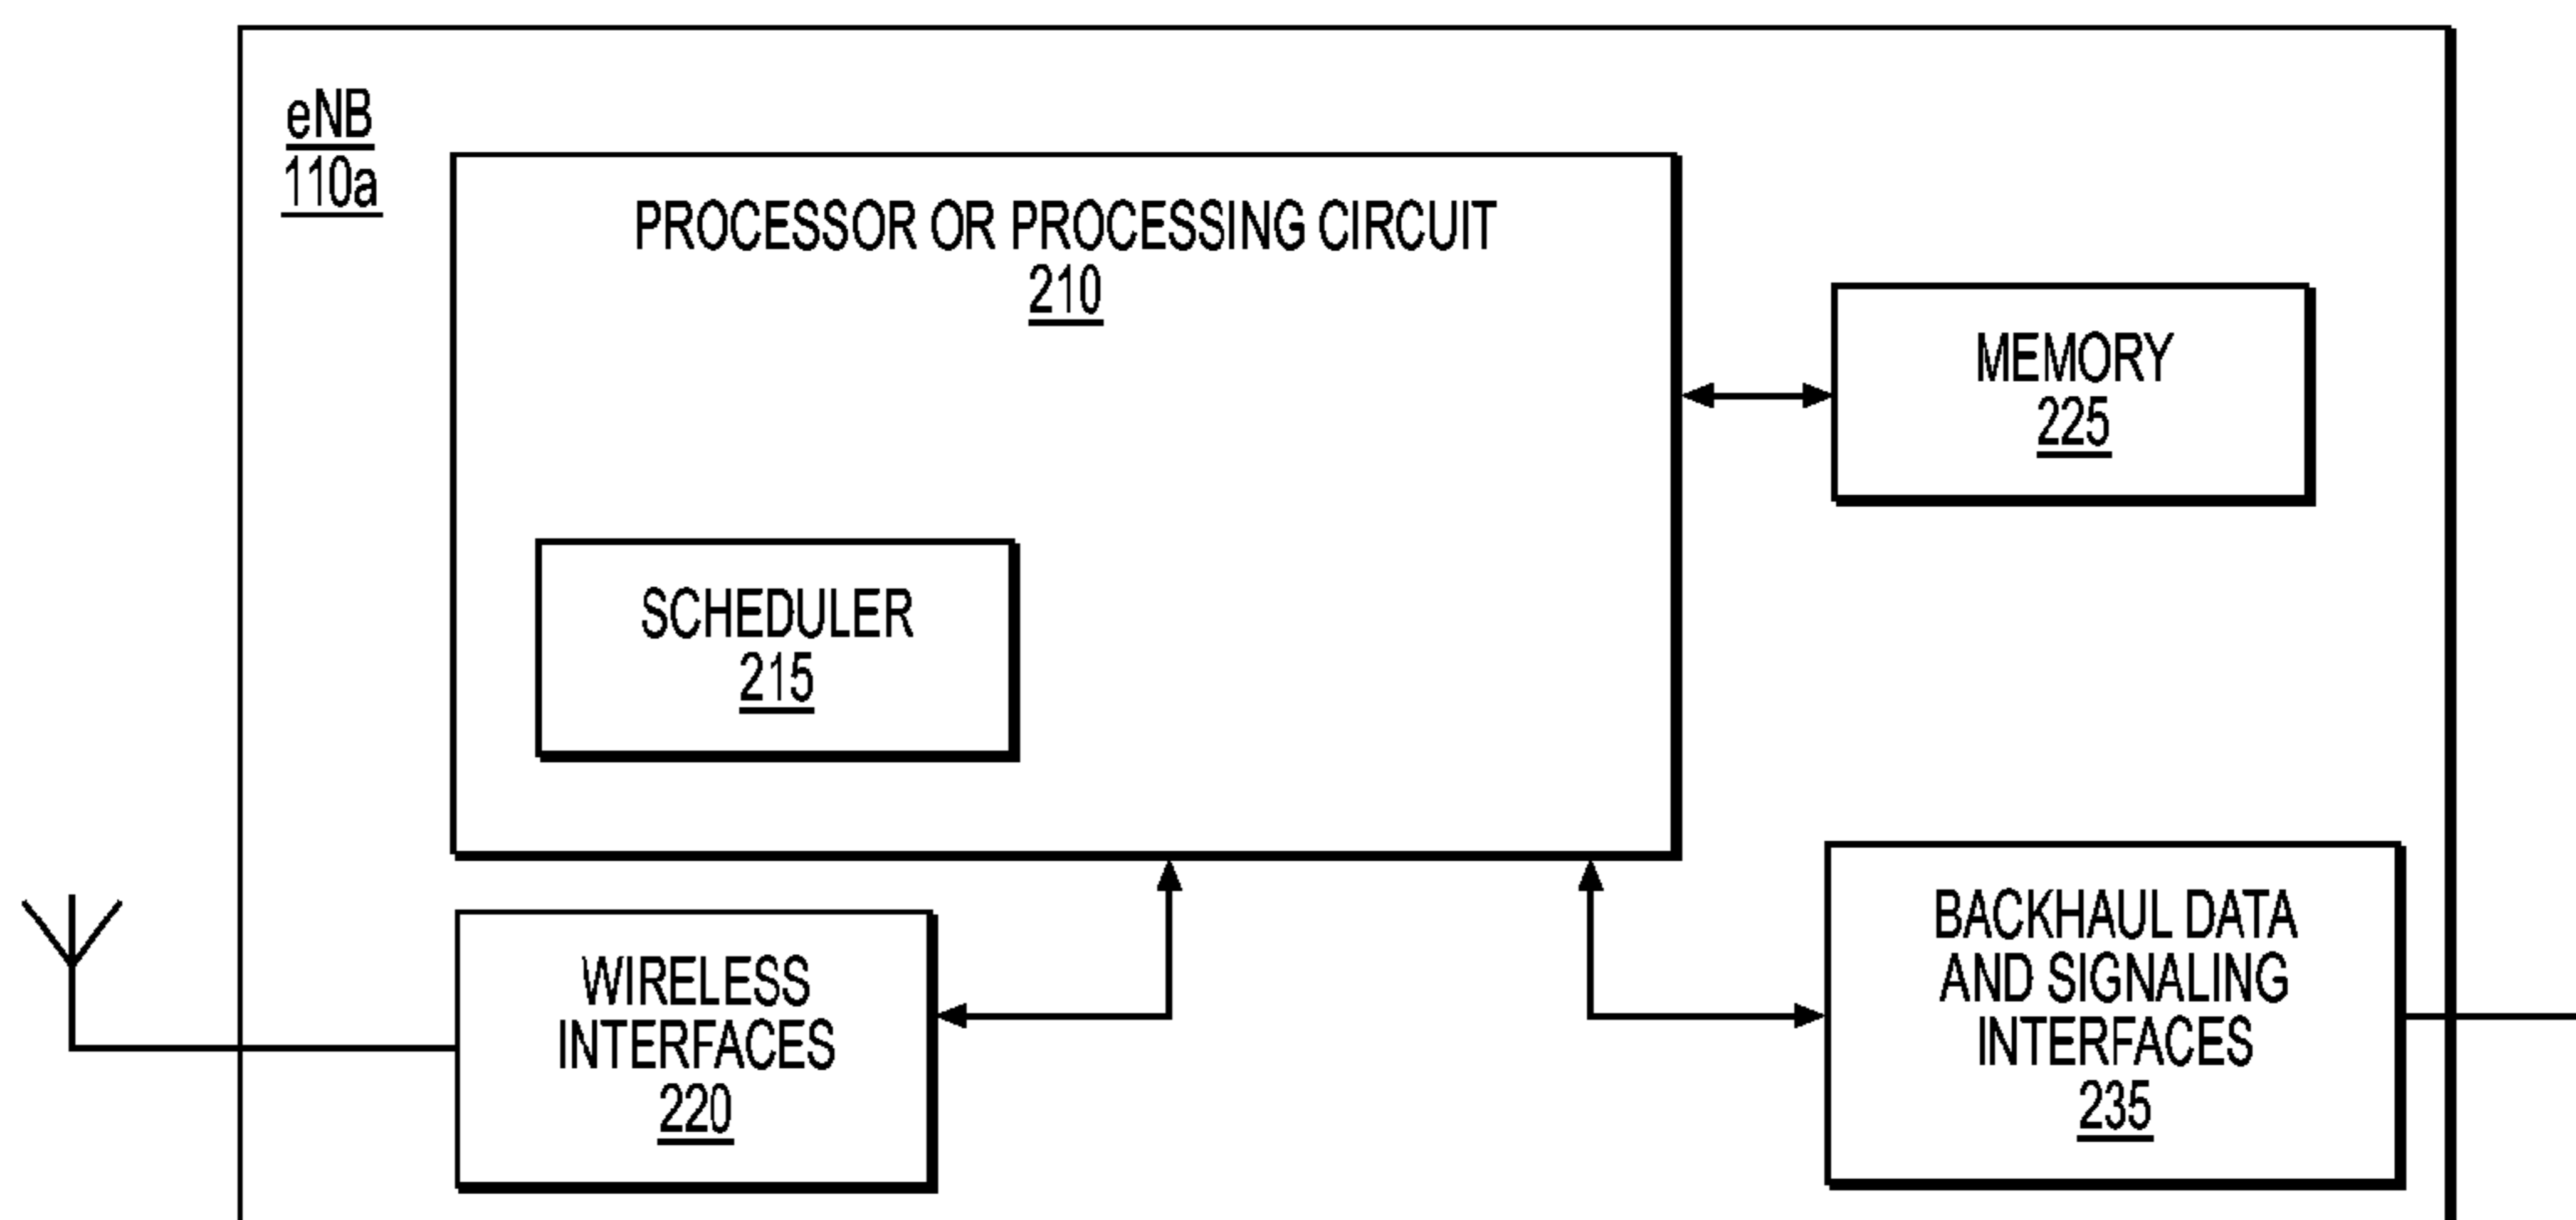 eNB
110a
PROCESSOR OR PROCESSING CIRCUIT
210
MEMORY
225
SCHEDULER
215
WIRELESS
INTERFACES
220
BACKHAUL DATA
AND SIGNALING
INTERFACES
235